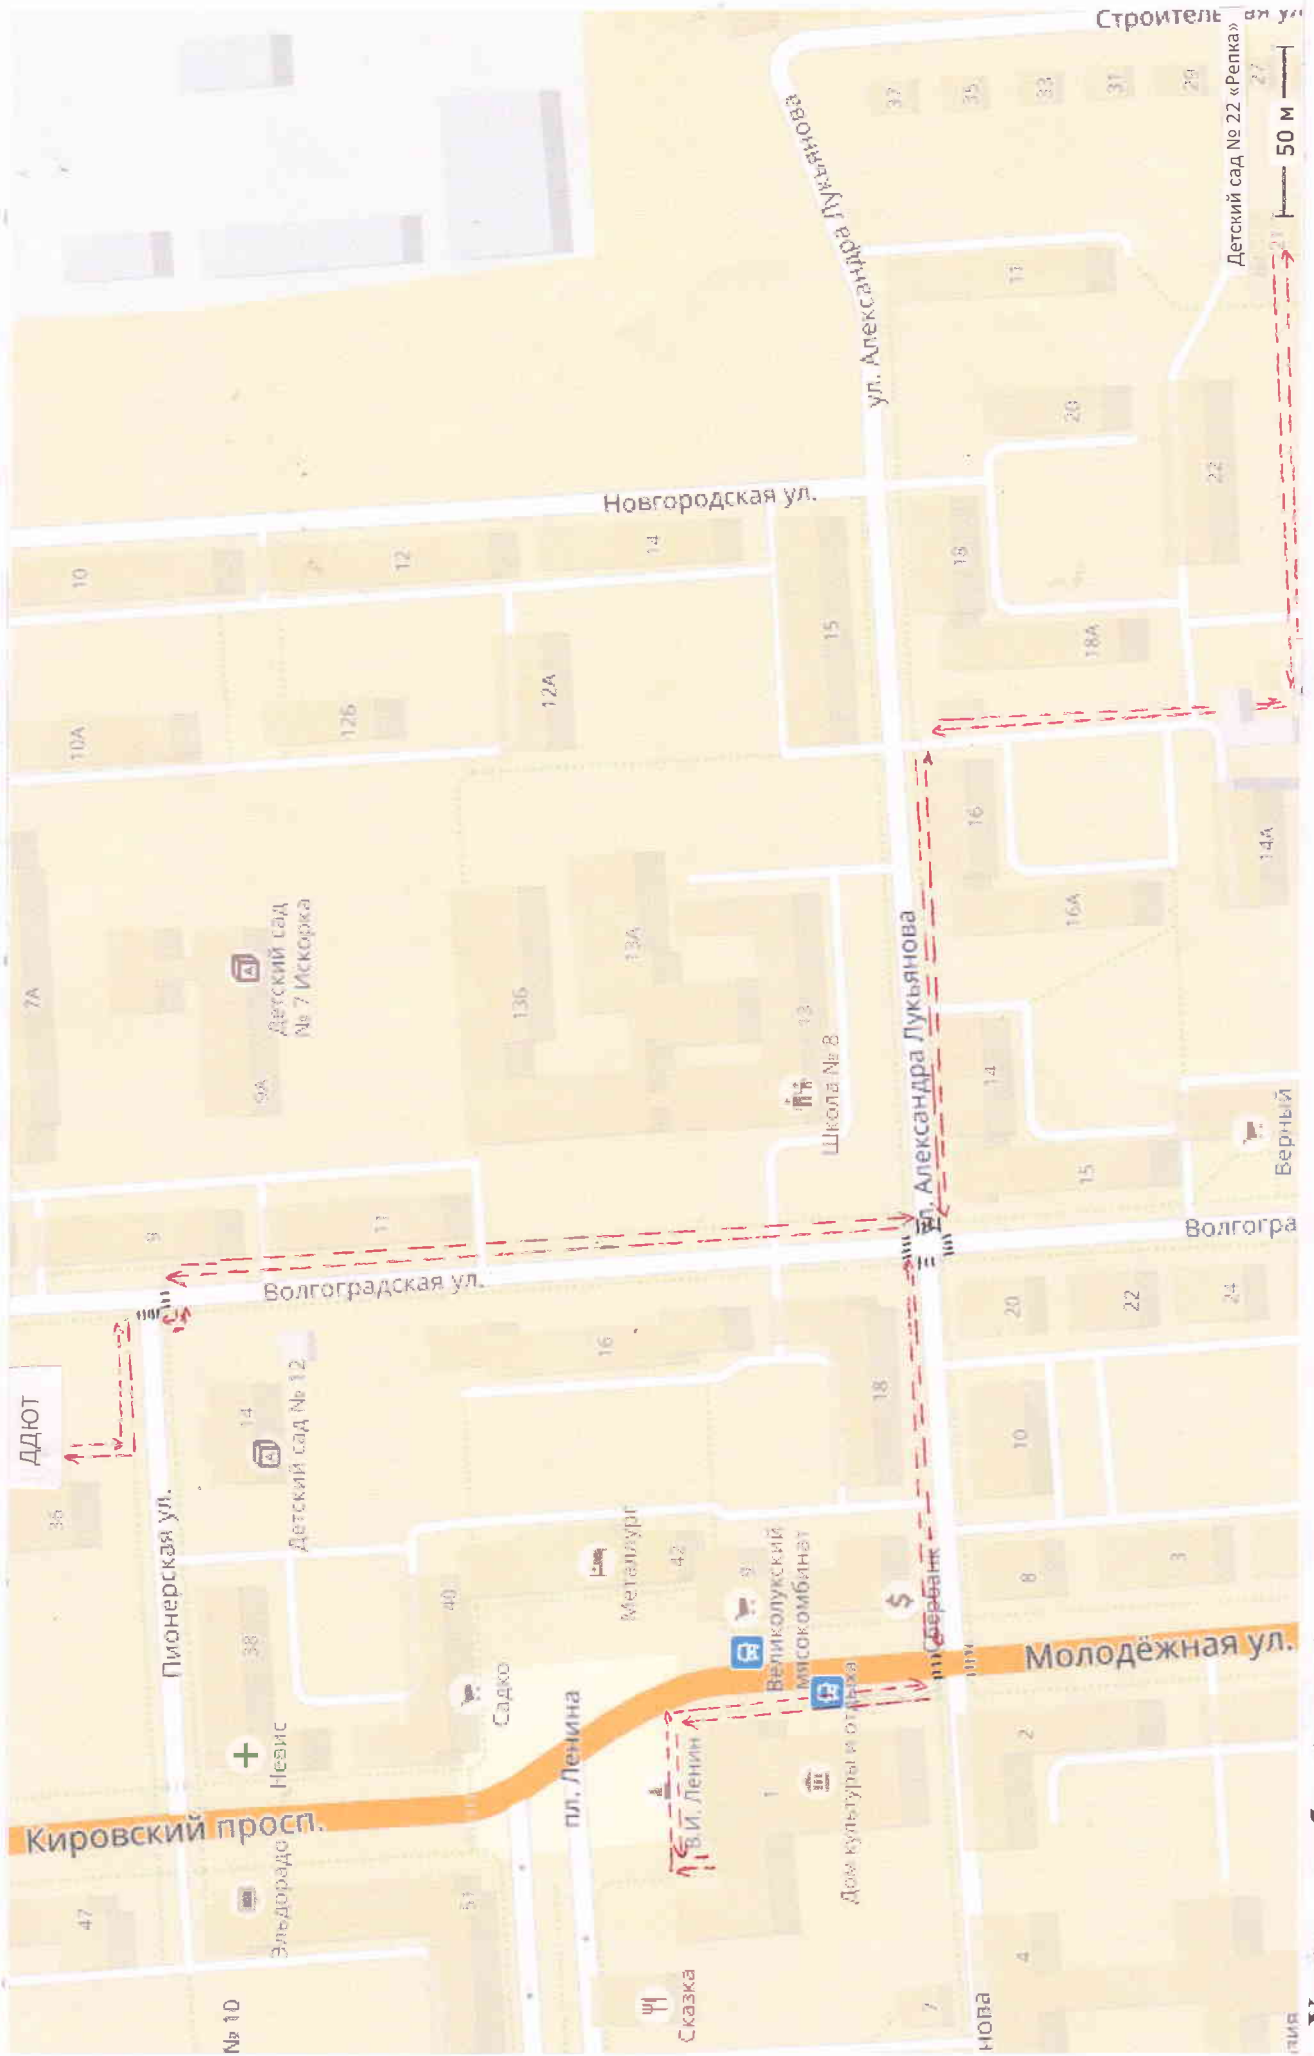 Строитель
ая ул
Детский сад № 22 «Репка»
50 м
37
35
33
31
29
27
21
ул. Александра Лукьянова
11
20
22
Новгородская ул.
10
12
14
15
18
18А
10А
12Б
12А
7А
Детский сад
№ 7 Искорка
9А
13Б
13А
13
Школа № 8
16
16А
14А
ул. Александра Лукьянова
14
15
Верный
9
11
Волгоградская ул.
Волгогра
ДДЮТ
36
Пионерская ул.
14
Детский сад № 12
16
18
20
22
24
10
8
3
38
40
Металлург
42
9
Великолукский
мясокомбинат
Сбербанк
Молодёжная ул.
Невис
Садко
пл. Ленина
В.И. Ленин
1
Дом культуры и отдыха
2
Кировский просп.
47
Эльдорадо
51
4
№ 10
Сказка
7
нова